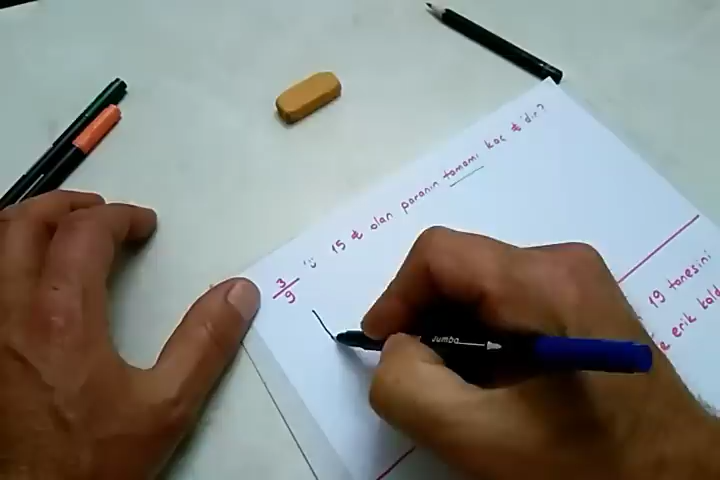 3/9 'ü 15 ₺ olan paranın tamamı kaç ₺'dir?
19 tanesini
erik kald
Jumbo